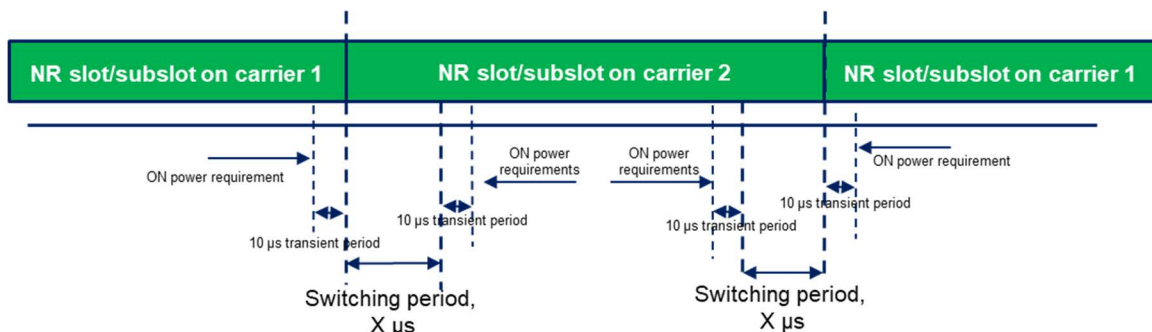 NR slot/subslot on carrier 1
NR slot/subslot on carrier 2
NR slot/subslot on carrier 1
ON power requirement
ON power
requirements
ON power
requirements
ON power requirement
10 µs transient period
10 µs transient period
10 µs transient period
10 µs transient period
Switching period,
X µs
Switching period,
X µs